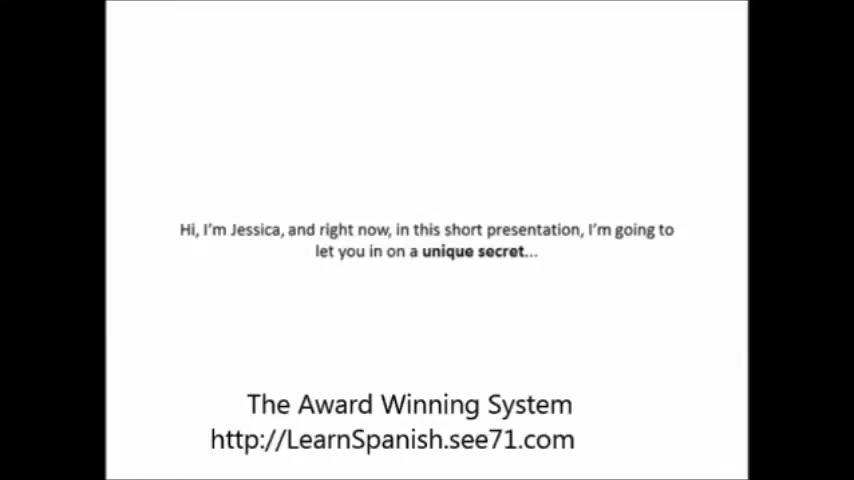 Hi, I'm Jessica, and right now, in this short presentation, I'm going to
let you in on a unique secret...
The Award Winning System
http://LearnSpanish.see71.com